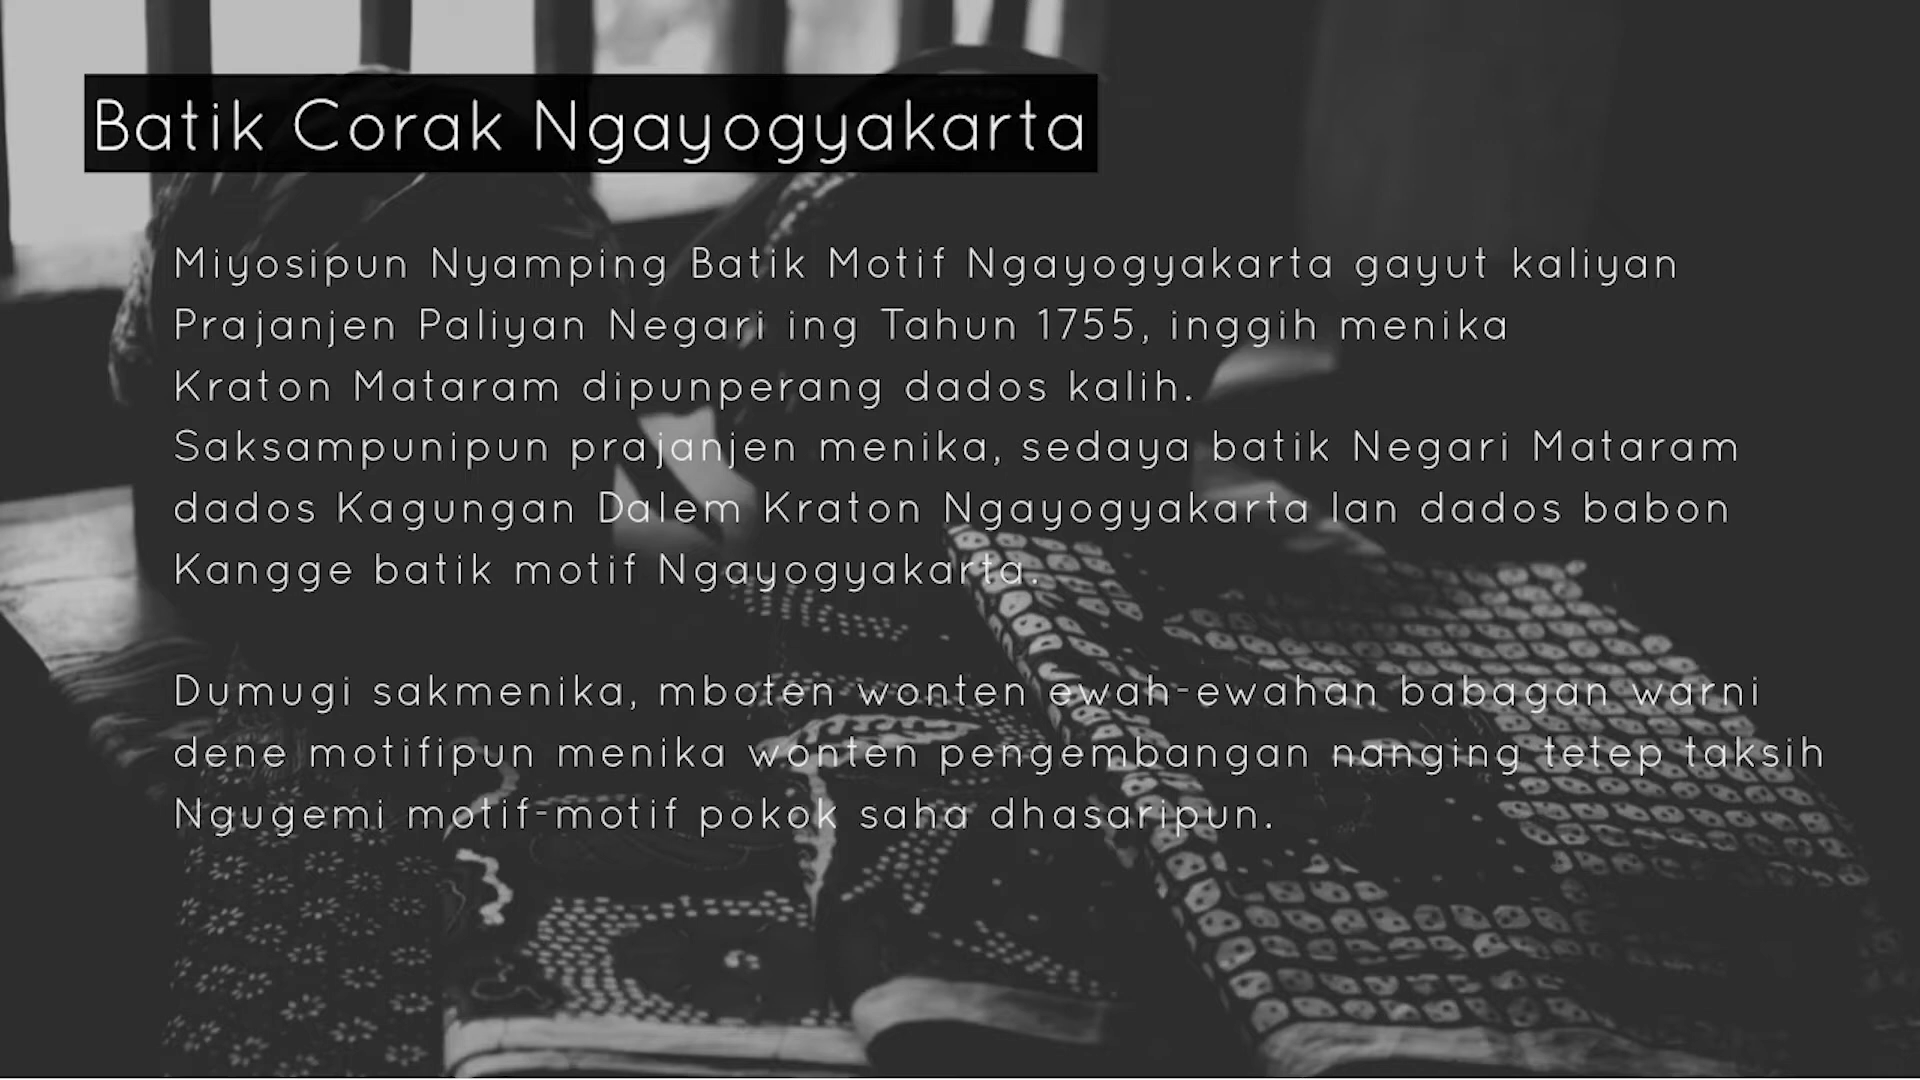 Batik Corak Ngayogyakarta
Miyosipun Nyamping Batik Motif Ngayogyakarta gayut kaliyan
Prajanjen Paliyan Negari ing Tahun 1755, inggih menika
Kraton Mataram dipunperang dados kalih.
Saksampunipun prajanjen menika, sedaya batik Negari Mataram
dados Kagungan Dalem Kraton Ngayogyakarta lan dados babon
Kangge batik motif Ngayogyakarta.
Dumugi sakmenika, mboten wonten ewah-ewahan babagan warni
dene motifipun menika wonten pengembangan nanging tetep taksih
Ngugemi motif-motif pokok saha dhasaripun.